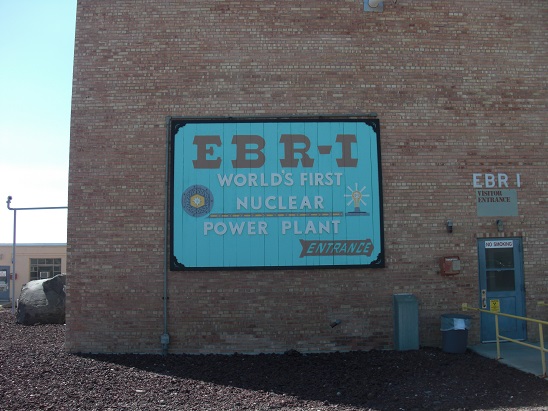 EBR-I
WORLD'S FIRST
NUCLEAR
POWER PLANT
ENTRANCE
EBR I
VISITOR
ENTRANCE
NO SMOKING